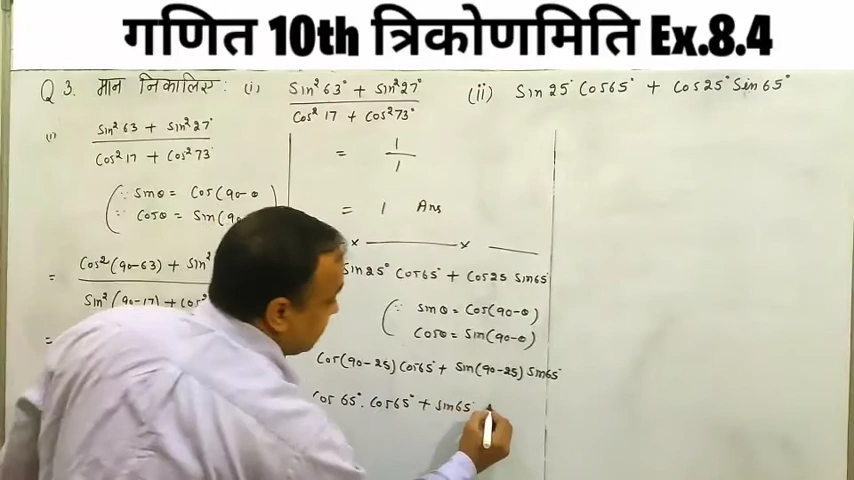 गणित 10th त्रिकोणमिति Ex.8.4
Q 3. मान निकालिए : (i) Sin²63° + Sin²27° / Cos²17° + Cos²73° (ii) Sin25° Cos65° + Cos25° Sin65°
(i) Sin²63 + Sin²27° / Cos²17 + Cos²73°
(∵ Sinθ = Cos(90-θ)
∵ Cosθ = Sin(90
= Cos²(90-63) + Sin² / Sin²(90-17) + Cos²
=
= 1/1
= 1 Ans
x x
Sin25° Cos65° + Cos25 Sin65°
(∵ Sinθ = Cos(90-θ)
Cosθ = Sin(90-θ)
Cos(90-25) Cos65° + Sin(90-25) Sin65°
Cos 65°. Cos65° + Sin65°